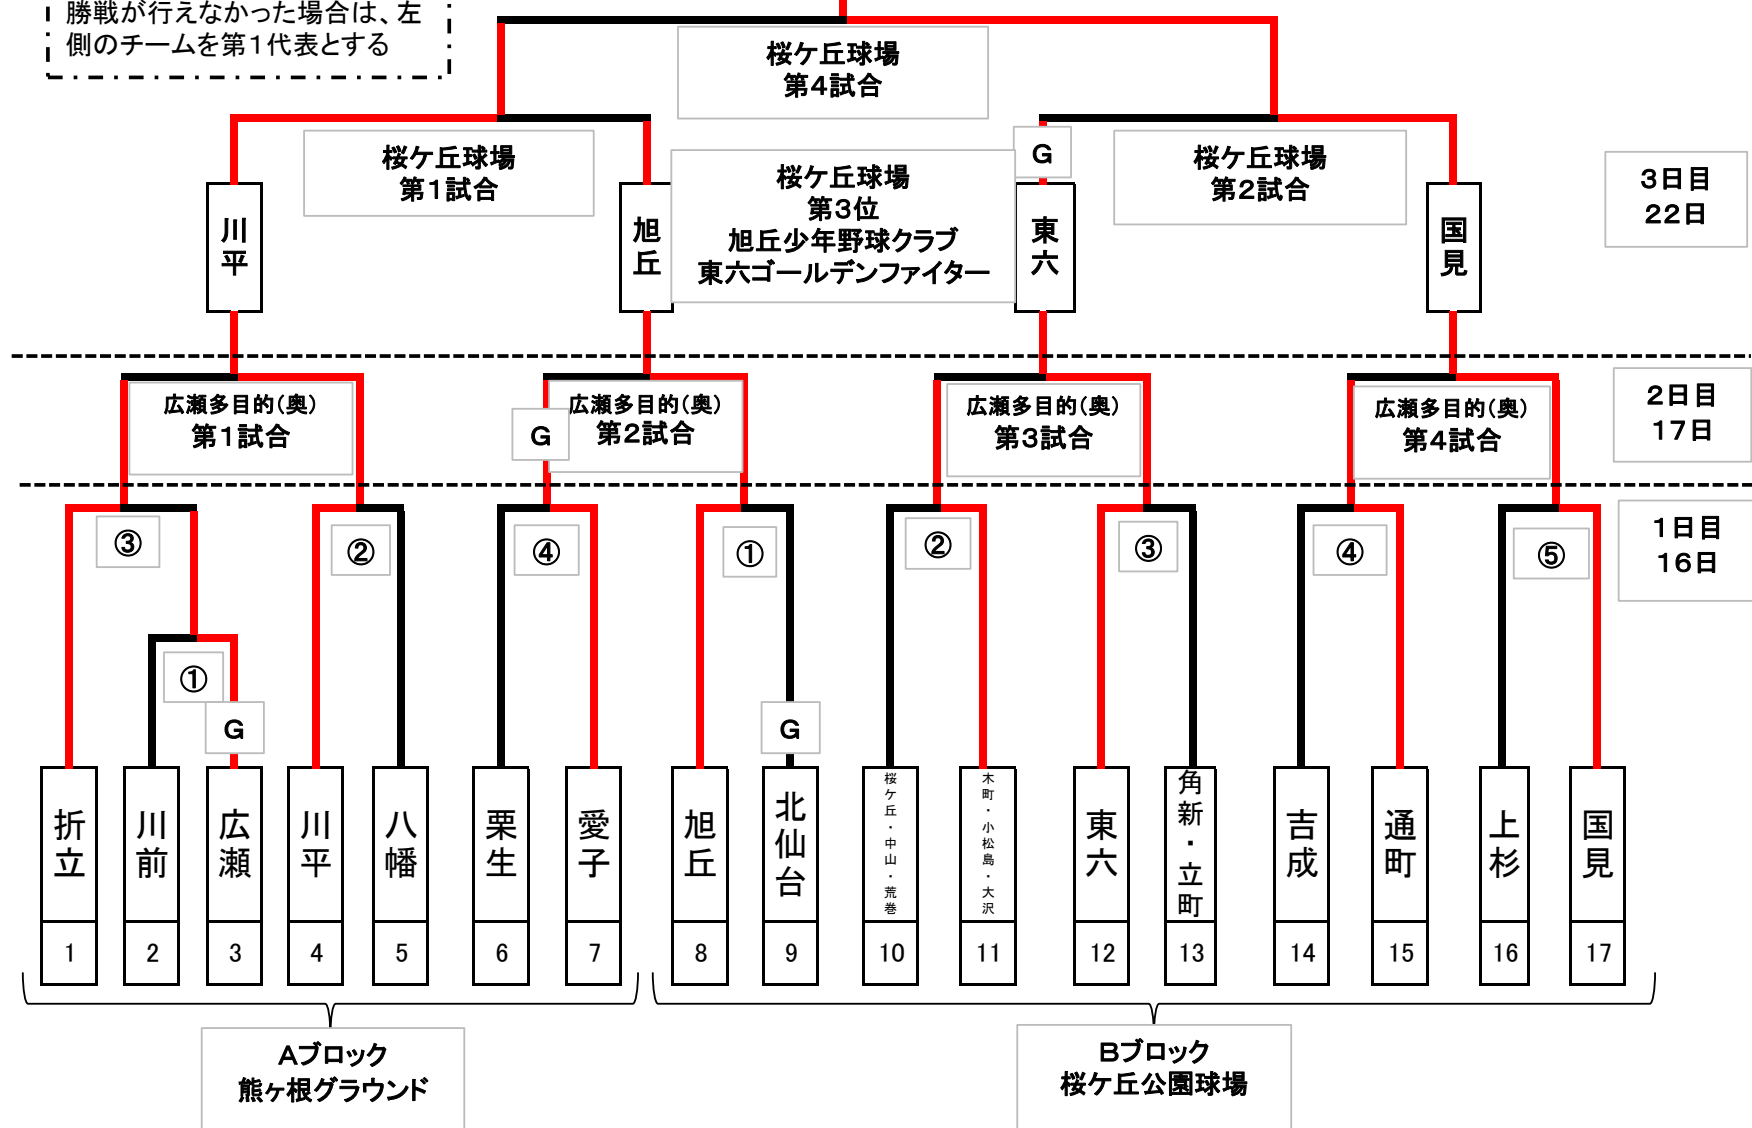 勝戦が行えなかった場合は、左
側のチームを第1代表とする
桜ケ丘球場
第4試合
桜ケ丘球場
第1試合
桜ケ丘球場
第3位
旭丘少年野球クラブ
東六ゴールデンファイター
G
桜ケ丘球場
第2試合
3日目
22日
川平
旭丘
東六
国見
広瀬多目的(奥)
第1試合
G
広瀬多目的(奥)
第2試合
広瀬多目的(奥)
第3試合
広瀬多目的(奥)
第4試合
2日目
17日
③
②
④
①
②
③
④
⑤
1日目
16日
①
G
G
折立
川前
広瀬
川平
八幡
栗生
愛子
旭丘
北仙台
桜ケ丘・中山・荒巻
木町・小松島・大沢
東六
角新・立町
吉成
通町
上杉
国見
1
2
3
4
5
6
7
8
9
10
11
12
13
14
15
16
17
Aブロック
熊ヶ根グラウンド
Bブロック
桜ケ丘公園球場